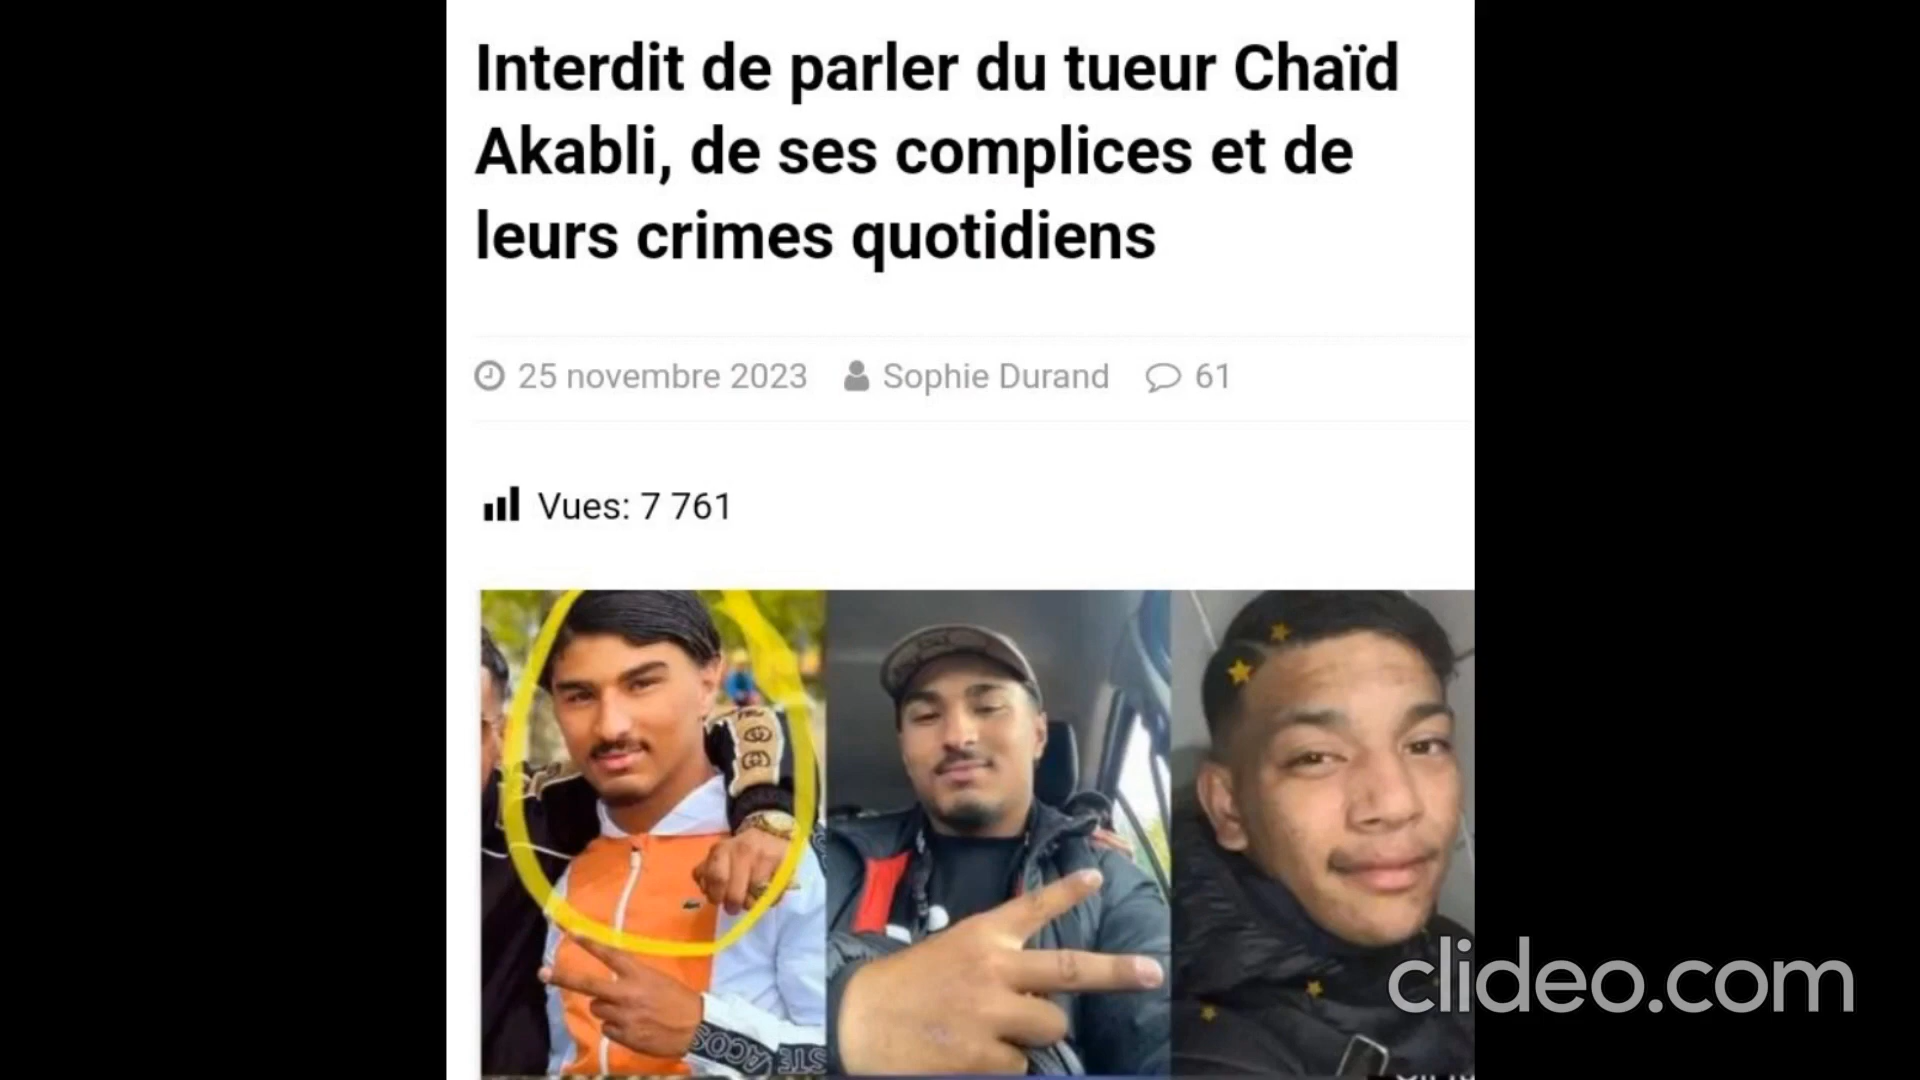 Interdit de parler du tueur Chaïd
Akabli, de ses complices et de
leurs crimes quotidiens
25 novembre 2023 Sophie Durand 61
Vues: 7 761
clideo.com